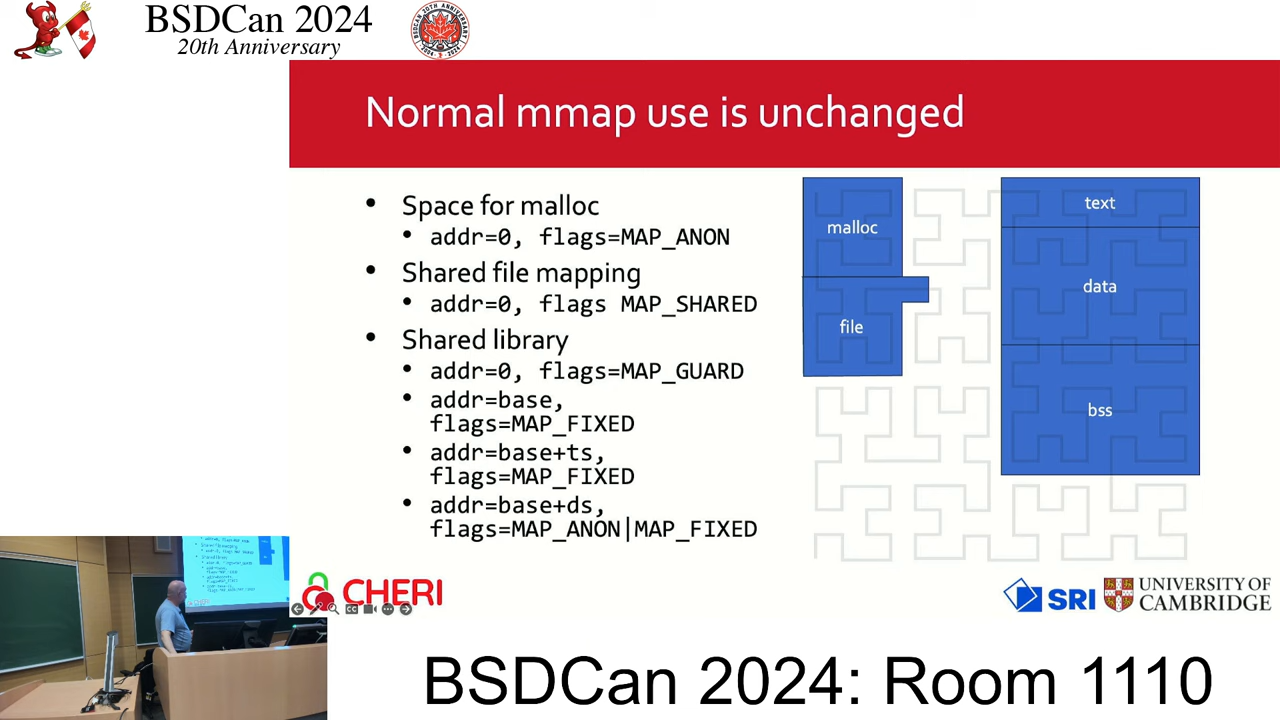 BSDCan 2024
20th Anniversary
Normal mmap use is unchanged
• Space for malloc
• addr=0, flags=MAP_ANON
• Shared file mapping
• addr=0, flags MAP_SHARED
• Shared library
• addr=0, flags=MAP_GUARD
• addr=base,
flags=MAP_FIXED
• addr=base+ts,
flags=MAP_FIXED
• addr=base+ds,
flags=MAP_ANON|MAP_FIXED
malloc
file
text
data
bss
CHERI
SRI
UNIVERSITY OF
CAMBRIDGE
BSDCan 2024: Room 1110